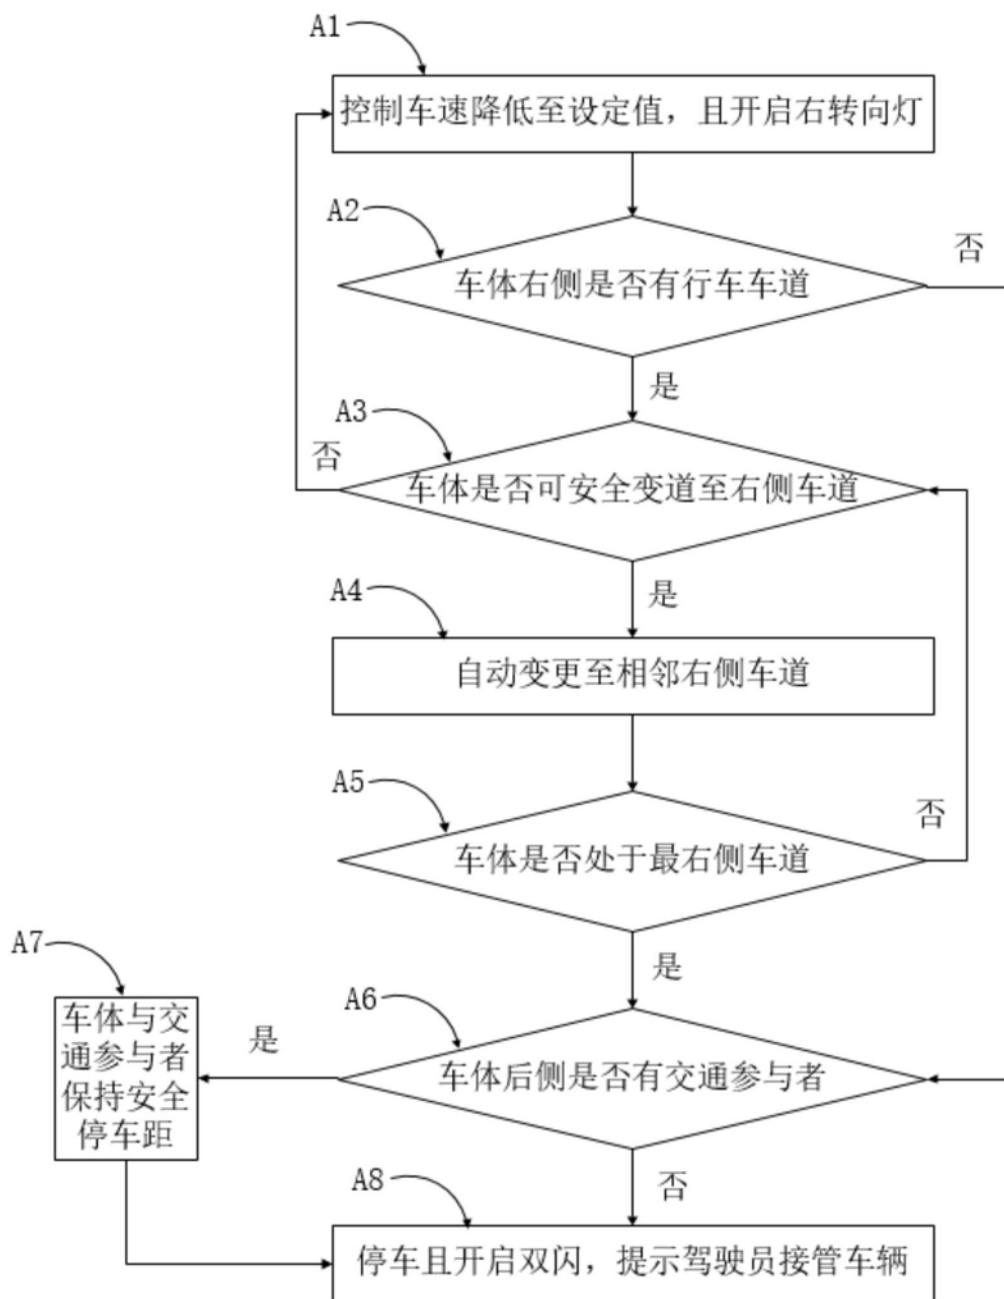 A1
控制车速降低至设定值，且开启右转向灯
A2
否
车体右侧是否有行车车道
是
A3
否
车体是否可安全变道至右侧车道
是
A4
自动变更至相邻右侧车道
A5
否
车体是否处于最右侧车道
是
A7
车体与交
通参与者
保持安全
停车距
是
A6
车体后侧是否有交通参与者
否
A8
停车且开启双闪，提示驾驶员接管车辆